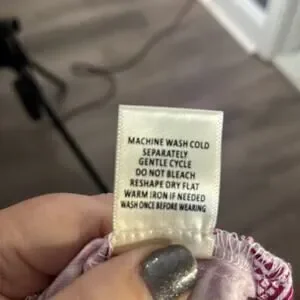 MACHINE WASH COLD
SEPARATELY
GENTLE CYCLE
DO NOT BLEACH
RESHAPE DRY FLAT
WARM IRON IF NEEDED
WASH ONCE BEFORE WEARING